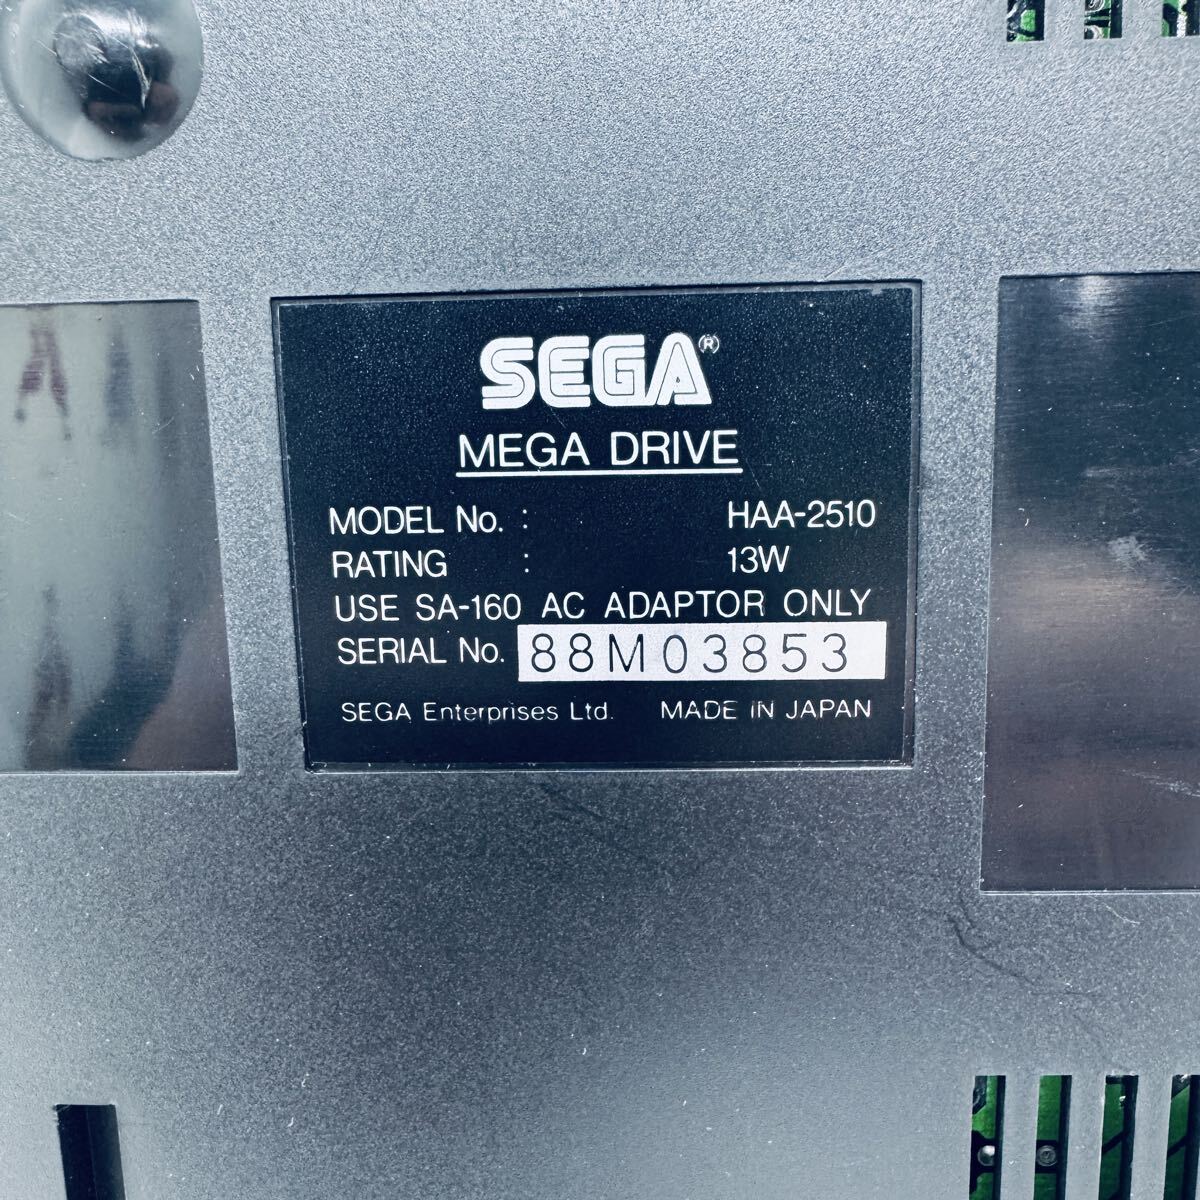 SEGA®
MEGA DRIVE
MODEL No. : HAA-2510
RATING : 13W
USE SA-160 AC ADAPTOR ONLY
SERIAL No. 88M03853
SEGA Enterprises Ltd. MADE IN JAPAN